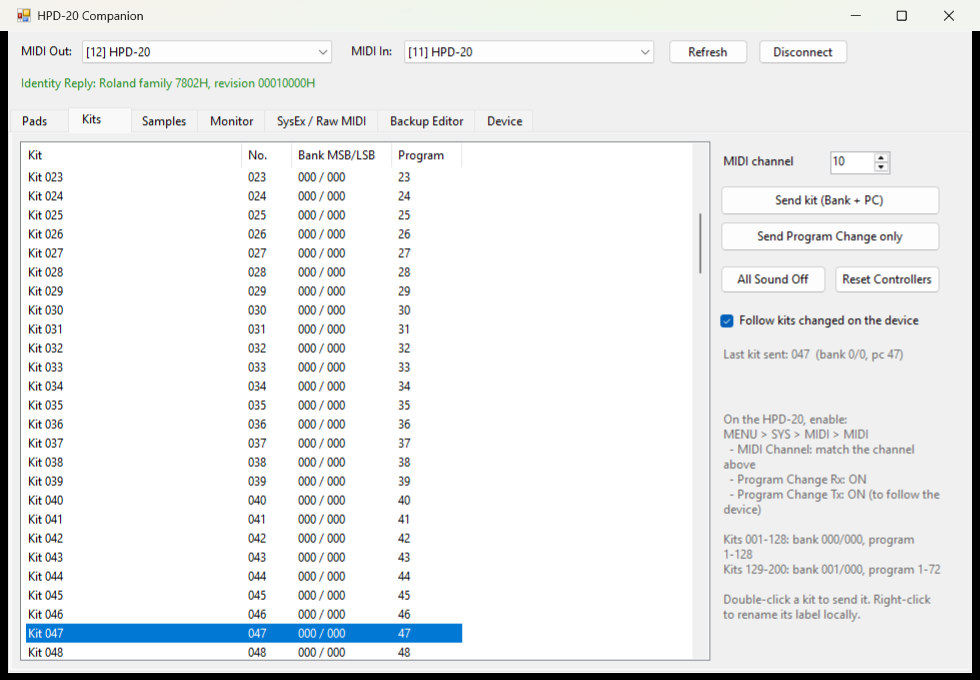 HPD-20 Companion
MIDI Out: [12] HPD-20 MIDI In: [11] HPD-20 Refresh Disconnect
Identity Reply: Roland family 7802H, revision 00010000H
Pads Kits Samples Monitor SysEx / Raw MIDI Backup Editor Device
Kit No. Bank MSB/LSB Program
Kit 023 023 000 / 000 23
Kit 024 024 000 / 000 24
Kit 025 025 000 / 000 25
Kit 026 026 000 / 000 26
Kit 027 027 000 / 000 27
Kit 028 028 000 / 000 28
Kit 029 029 000 / 000 29
Kit 030 030 000 / 000 30
Kit 031 031 000 / 000 31
Kit 032 032 000 / 000 32
Kit 033 033 000 / 000 33
Kit 034 034 000 / 000 34
Kit 035 035 000 / 000 35
Kit 036 036 000 / 000 36
Kit 037 037 000 / 000 37
Kit 038 038 000 / 000 38
Kit 039 039 000 / 000 39
Kit 040 040 000 / 000 40
Kit 041 041 000 / 000 41
Kit 042 042 000 / 000 42
Kit 043 043 000 / 000 43
Kit 044 044 000 / 000 44
Kit 045 045 000 / 000 45
Kit 046 046 000 / 000 46
Kit 047 047 000 / 000 47
Kit 048 048 000 / 000 48
MIDI channel 10
Send kit (Bank + PC)
Send Program Change only
All Sound Off Reset Controllers
Follow kits changed on the device
Last kit sent: 047 (bank 0/0, pc 47)
On the HPD-20, enable:
MENU > SYS > MIDI > MIDI
- MIDI Channel: match the channel
above
- Program Change Rx: ON
- Program Change Tx: ON (to follow the
device)
Kits 001-128: bank 000/000, program
1-128
Kits 129-200: bank 001/000, program 1-72
Double-click a kit to send it. Right-click
to rename its label locally.